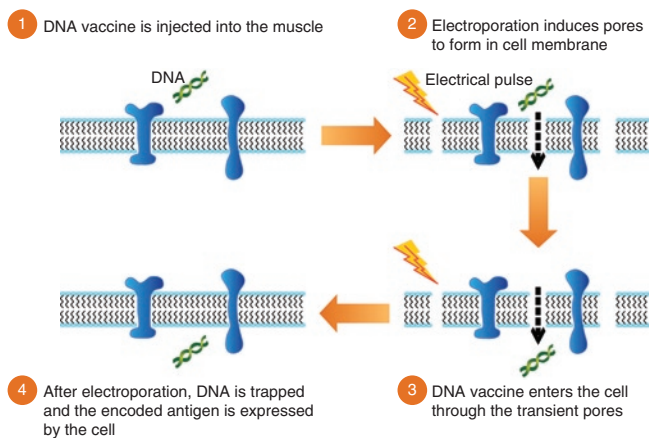 1 DNA vaccine is injected into the muscle
2 Electroporation induces pores
to form in cell membrane
DNA
Electrical pulse
4 After electroporation, DNA is trapped
and the encoded antigen is expressed
by the cell
3 DNA vaccine enters the cell
through the transient pores